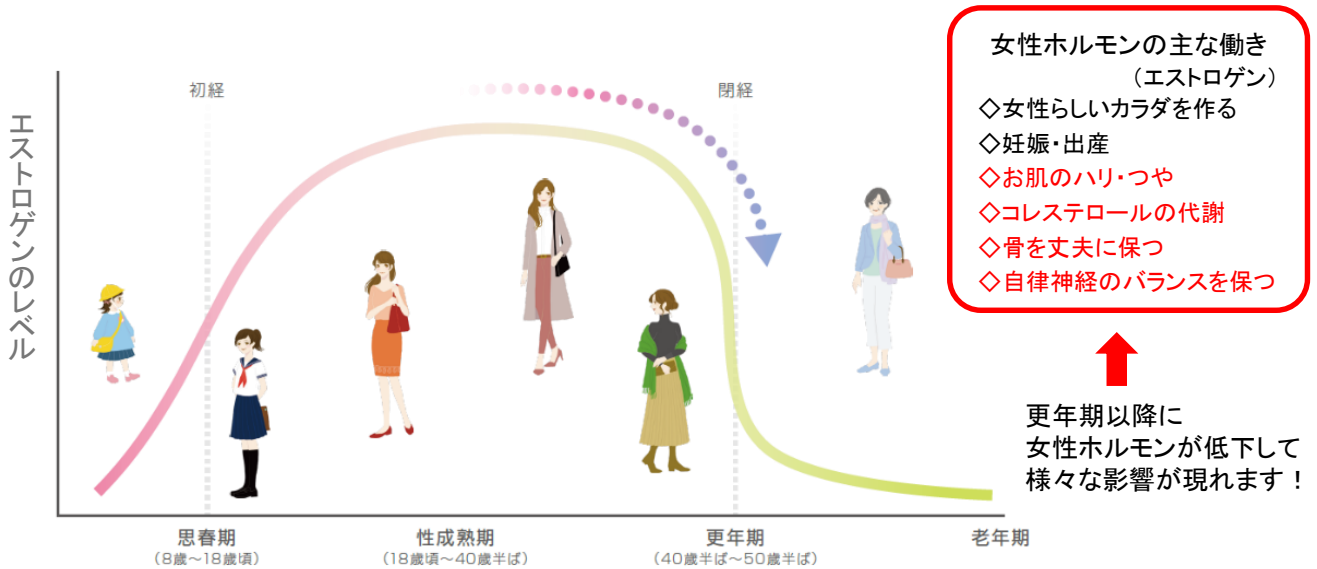 女性ホルモンの主な働き
（エストロゲン）
◇女性らしいカラダを作る
◇妊娠・出産
◇お肌のハリ・つや
◇コレステロールの代謝
◇骨を丈夫に保つ
◇自律神経のバランスを保つ
初経
閉経
エストロゲンのレベル
更年期以降に
女性ホルモンが低下して
様々な影響が現れます！
思春期
（8歳～18歳頃）
性成熟期
（18歳頃～40歳半ば）
更年期
（40歳半ば～50歳半ば）
老年期